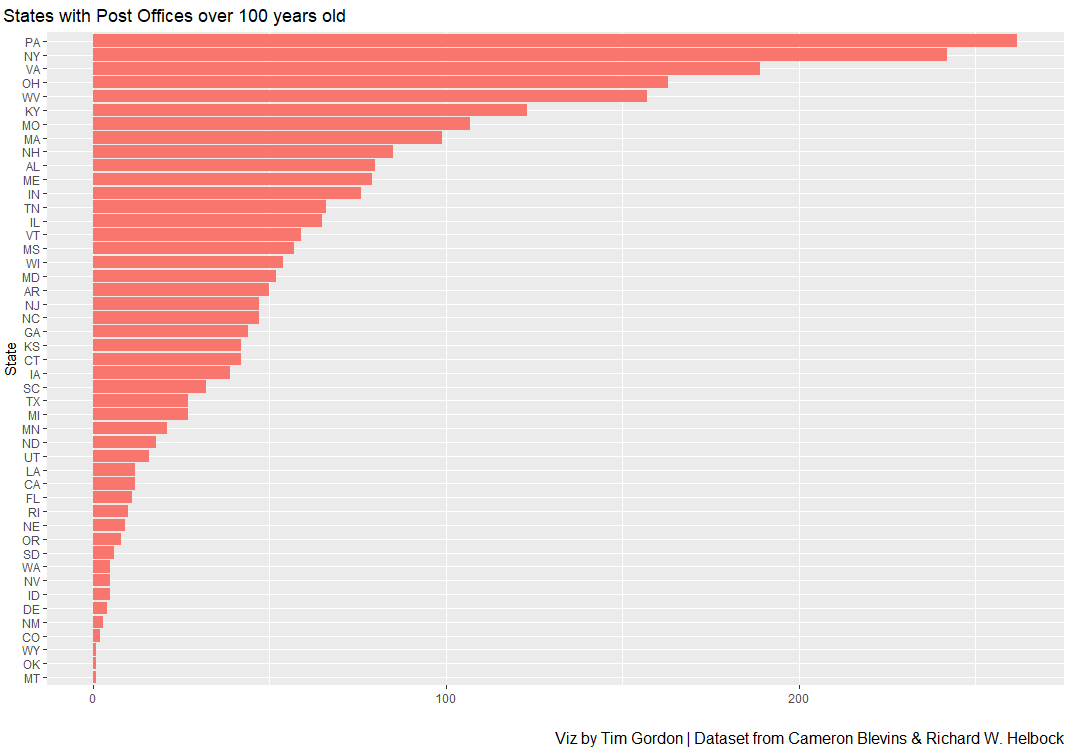 States with Post Offices over 100 years old
PA
NY
VA
OH
WV
KY
MO
MA
NH
AL
ME
IN
TN
IL
VT
MS
WI
MD
AR
NJ
NC
GA
KS
CT
IA
SC
TX
MI
MN
ND
UT
LA
CA
FL
RI
NE
OR
SD
WA
NV
ID
DE
NM
CO
WY
OK
MT
State
0 100 200
Viz by Tim Gordon | Dataset from Cameron Blevins & Richard W. Helbock